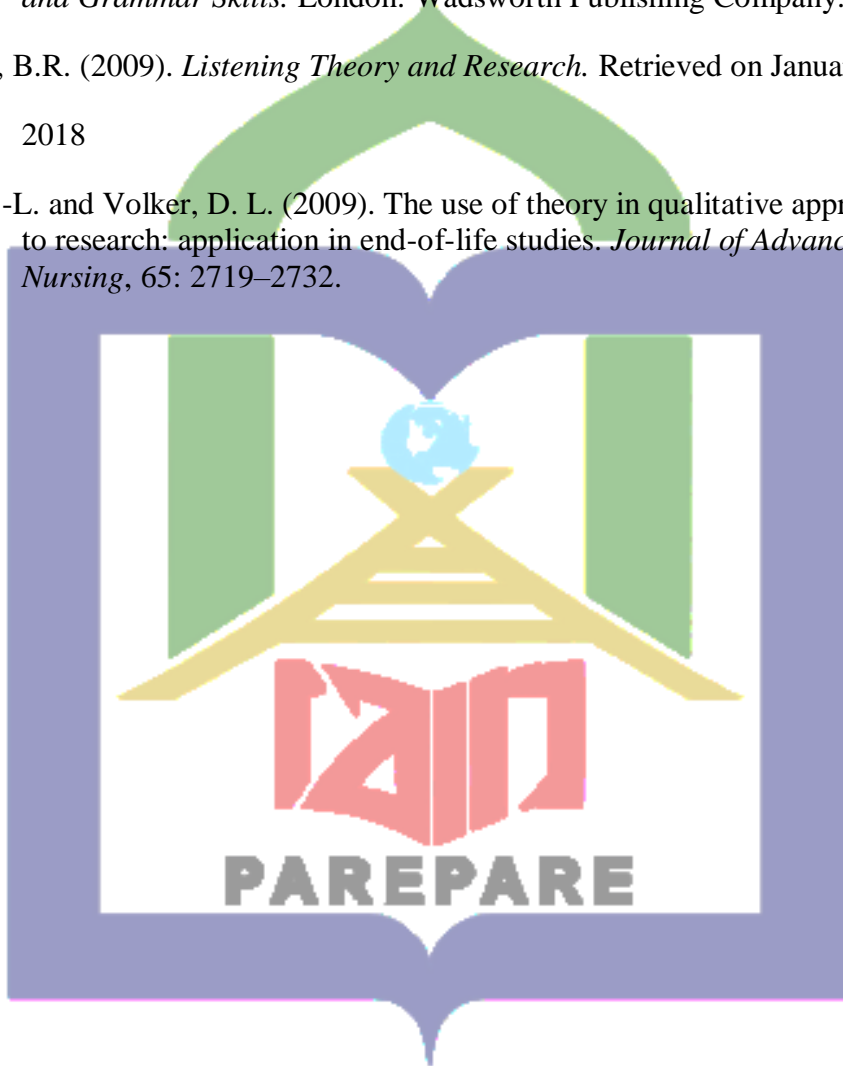 and Grammar Skills. London: Wadsworth Publishing Company.
, B.R. (2009). Listening Theory and Research. Retrieved on Janua
2018
-L. and Volker, D. L. (2009). The use of theory in qualitative appr
to research: application in end-of-life studies. Journal of Advanc
Nursing, 65: 2719–2732.
iain
PAREPARE